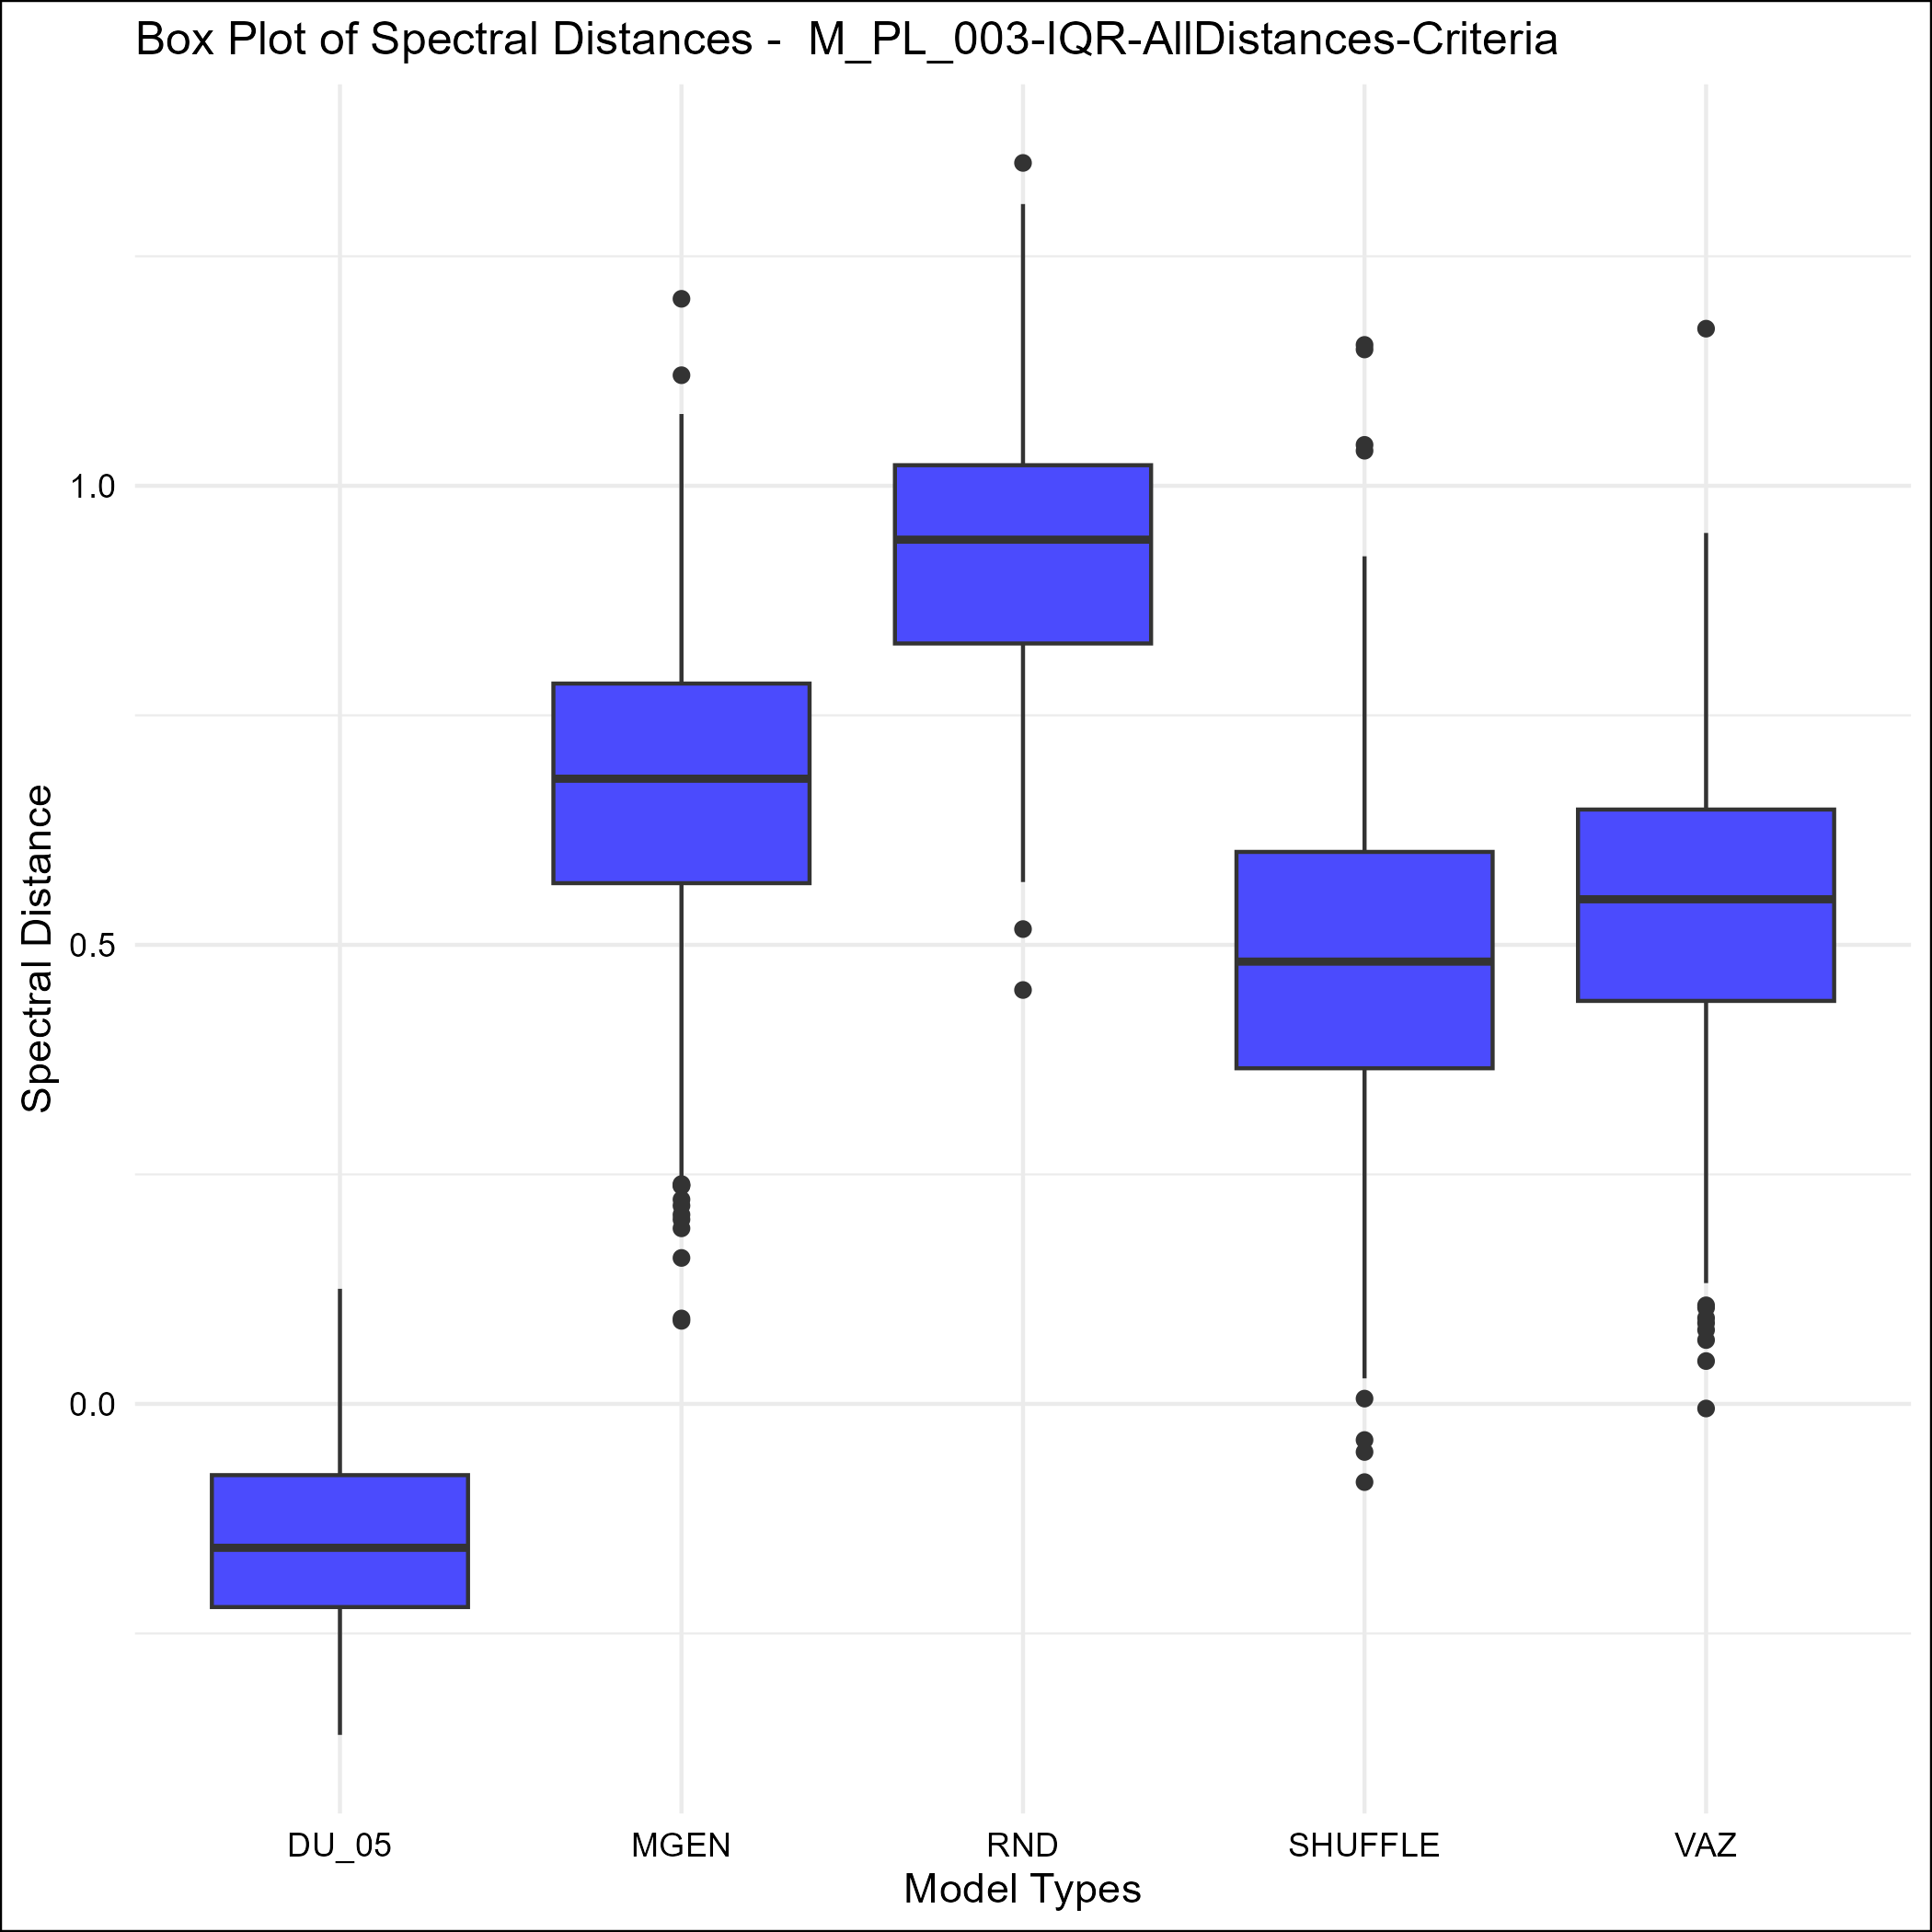 Box Plot of Spectral Distances -  M_PL_003-IQR-AllDistances-Criteria
Spectral Distance
1.0
0.5
0.0
DU_05 MGEN RND SHUFFLE VAZ
Model Types